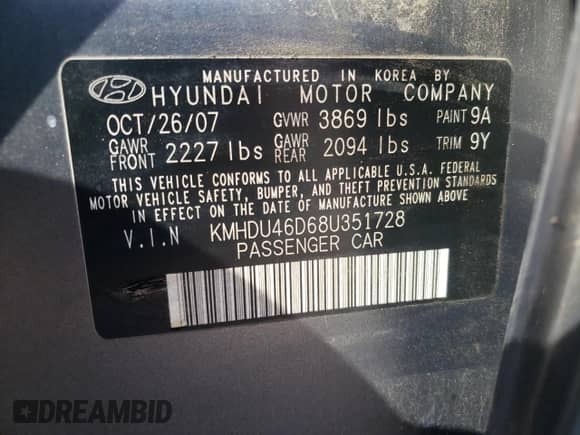 MANUFACTURED IN KOREA BY
HYUNDAI MOTOR COMPANY
OCT/26/07 GVWR 3869 lbs PAINT 9A
GAWR FRONT 2227 lbs GAWR REAR 2094 lbs TRIM 9Y
THIS VEHICLE CONFORMS TO ALL APPLICABLE U.S.A. FEDERAL
MOTOR VEHICLE SAFETY, BUMPER, AND THEFT PREVENTION STANDARDS
IN EFFECT ON THE DATE OF MANUFACTURE SHOWN ABOVE
V.I.N KMHDU46D68U351728
PASSENGER CAR
DREAMBID